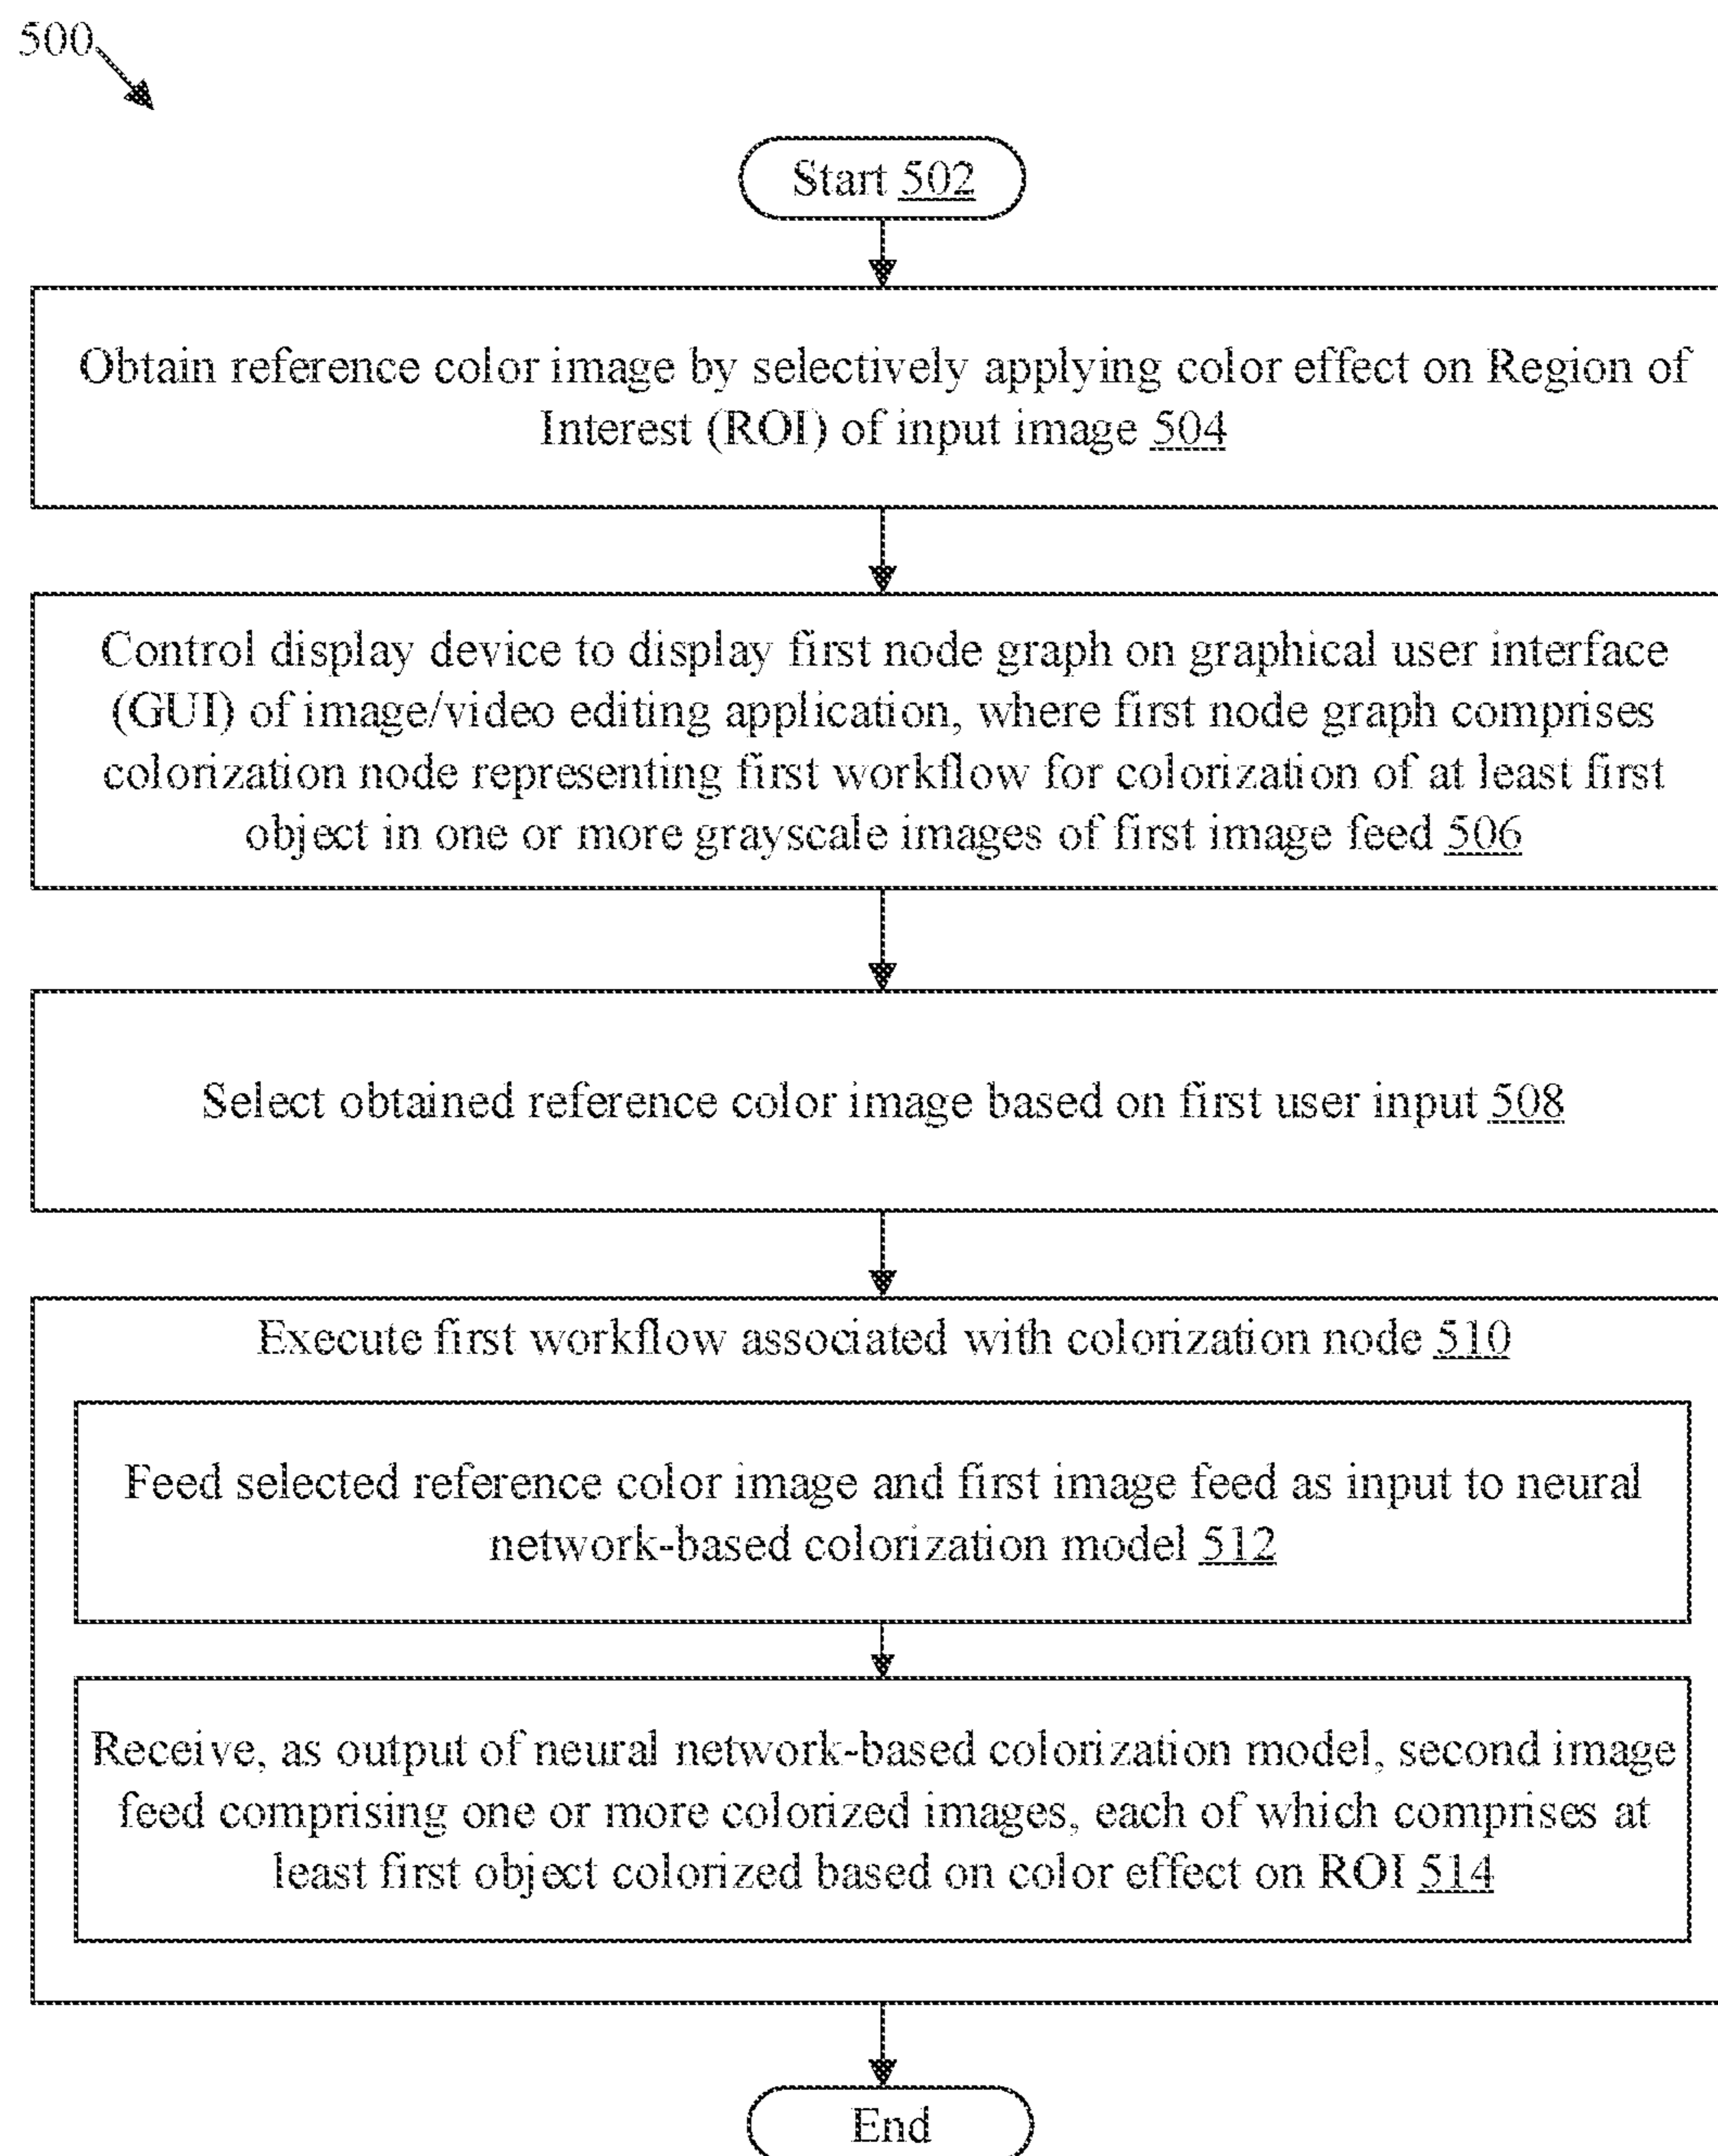 500
Start 502
Obtain reference color image by selectively applying color effect on Region of
Interest (ROI) of input image 504
Control display device to display first node graph on graphical user interface
(GUI) of image/video editing application, where first node graph comprises
colorization node representing first workflow for colorization of at least first
object in one or more grayscale images of first image feed 506
Select obtained reference color image based on first user input 508
Execute first workflow associated with colorization node 510
Feed selected reference color image and first image feed as input to neural
network-based colorization model 512
Receive, as output of neural network-based colorization model, second image
feed comprising one or more colorized images, each of which comprises at
least first object colorized based on color effect on ROI 514
End